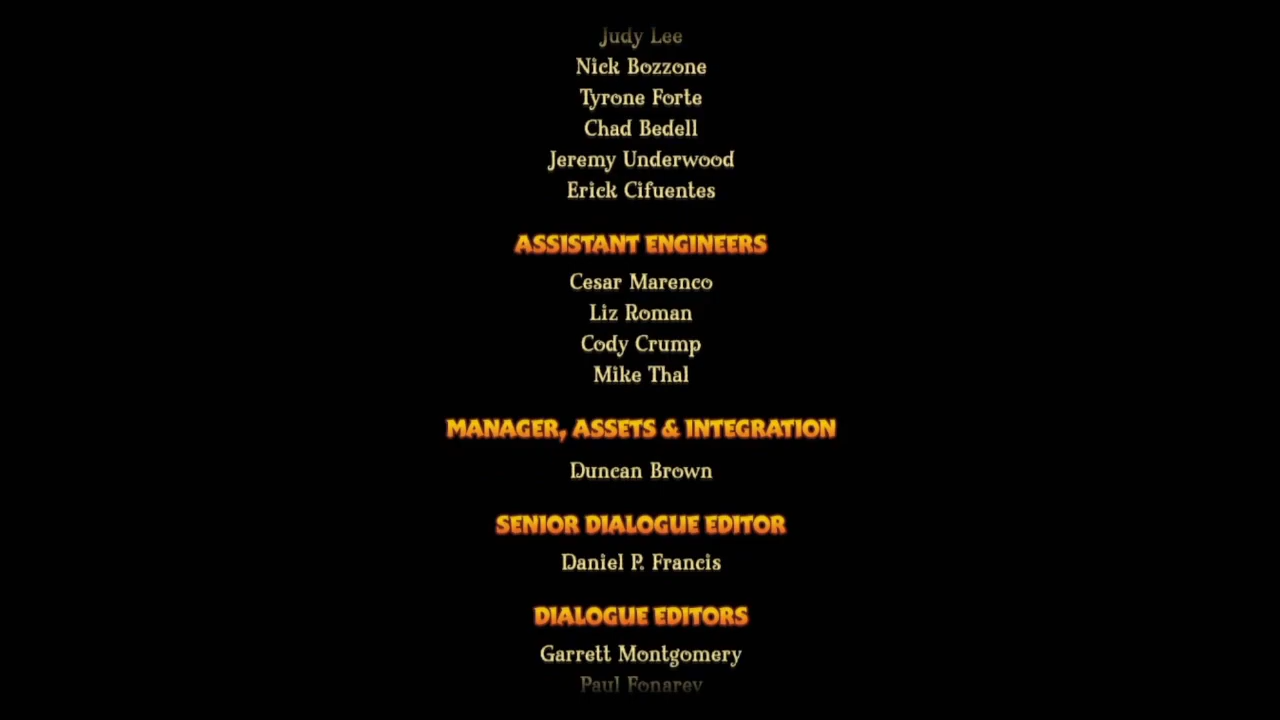 Judy Lee
Nick Bozzone
Tyrone Forte
Chad Bedell
Jeremy Underwood
Erick Cifuentes
ASSISTANT ENGINEERS
Cesar Marenco
Liz Roman
Cody Crump
Mike Thal
MANAGER, ASSETS & INTEGRATION
Duncan Brown
SENIOR DIALOGUE EDITOR
Daniel P. Francis
DIALOGUE EDITORS
Garrett Montgomery
Paul Fonarev